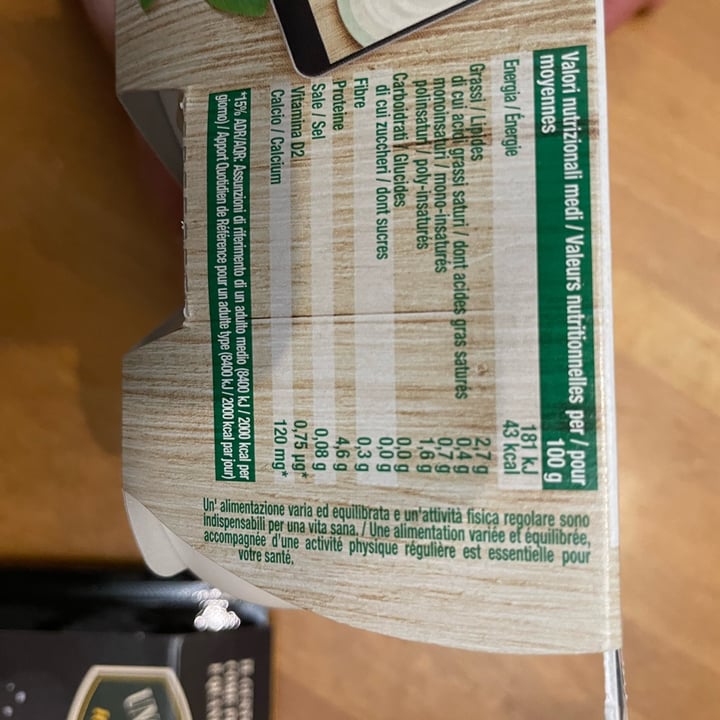 Valori nutrizionali medi / Valeurs nutritionnelles per / pour
moyennes 100 g
Energia / Énergie 181 kJ
43 kcal
Grassi / Lipides 2,7 g
di cui acidi grassi saturi / dont acides gras saturés 0,4 g
monoinsaturi / mono-insaturés 0,7 g
polinsaturi / poly-insaturés 1,6 g
Carboidrati / Glucides 0,0 g
di cui zuccheri / dont sucres 0,0 g
Fibre 0,3 g
Proteine 4,6 g
Sale / Sel 0,08 g
Vitamina D2 0,75 µg*
Calcio / Calcium 120 mg*
*15% ADR/AQR: Assunzioni di riferimento di un adulto medio (8400 kJ / 2000 kcal per
giorno) / Apport Quotidien de Référence pour un adulte type (8400 kJ / 2000 kcal par jour)
Un' alimentazione varia ed equilibrata e un'attività fisica regolare sono
indispensabili per una vita sana. / Une alimentation variée et équilibrée,
accompagnée d'une activité physique régulière est essentielle pour
votre santé.